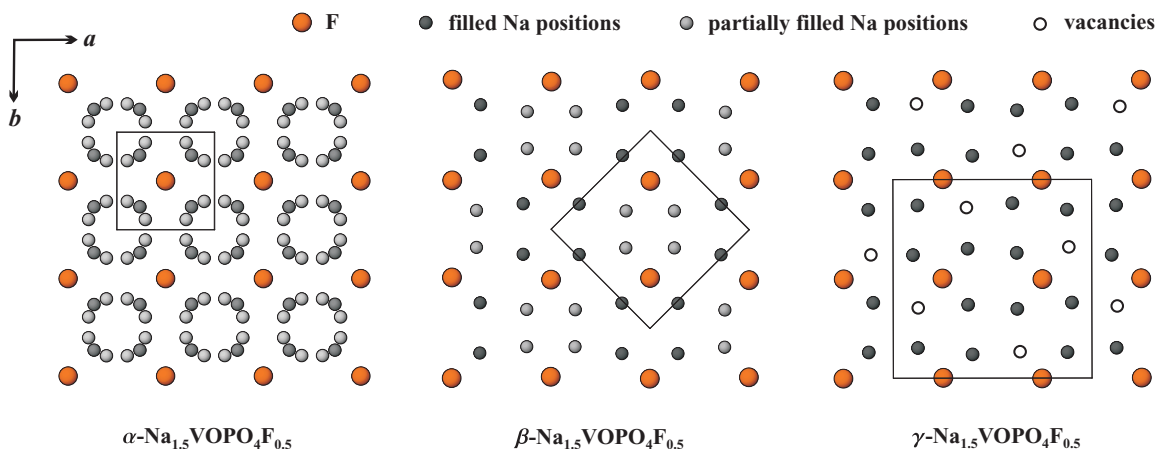 F filled Na positions partially filled Na positions vacancies
a
b
α-Na₁.₅VOPO₄F₀.₅ β-Na₁.₅VOPO₄F₀.₅ γ-Na₁.₅VOPO₄F₀.₅